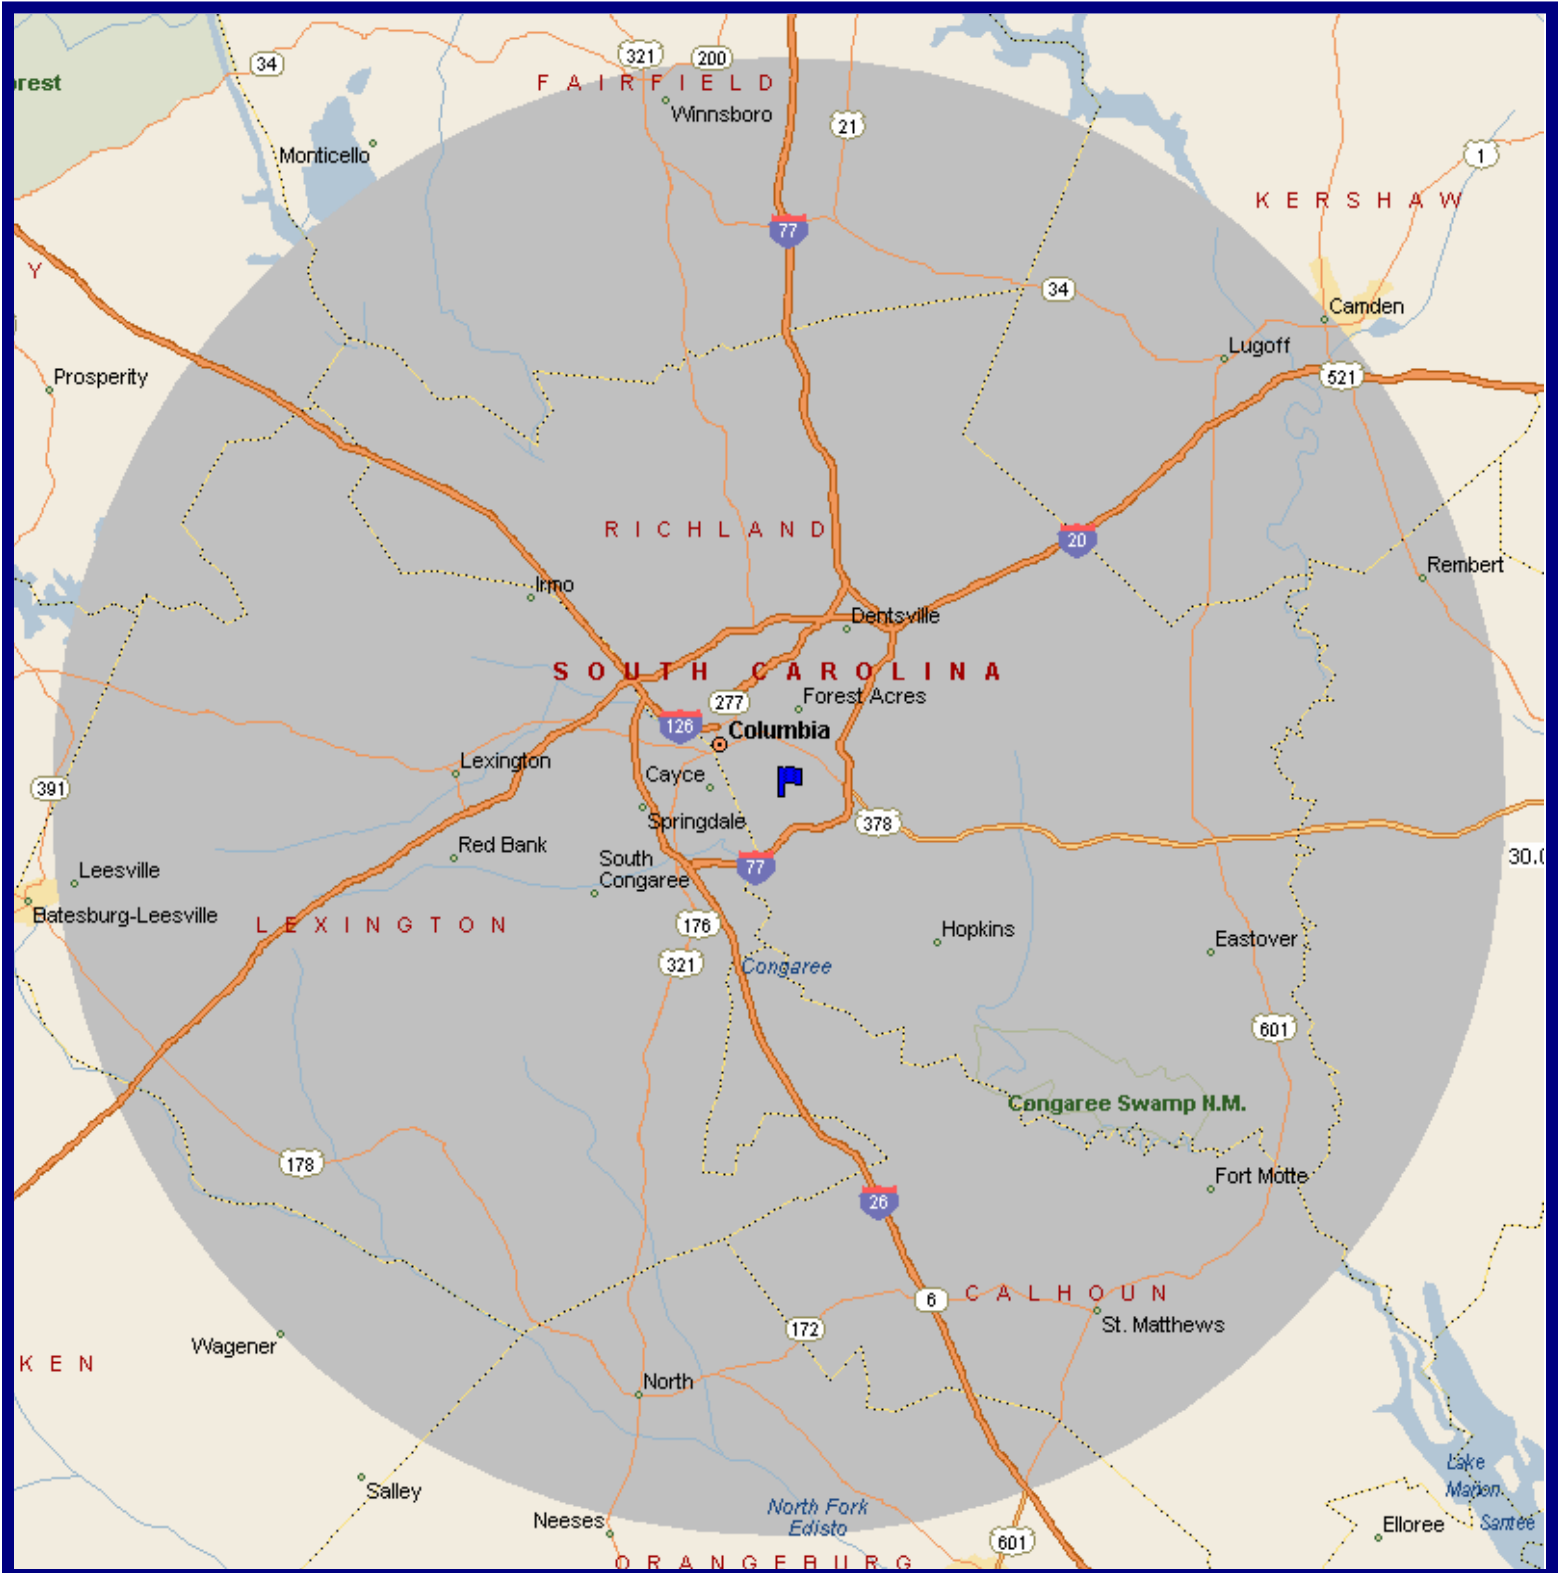 321
200
34
FAIRFIELD
rest
Winnsboro
21
Monticello
1
KERSHAW
77
Y
34
Camden
Lugoff
Prosperity
521
RICHLAND
20
Rembert
Irmo
Dentsville
SOUTH CAROLINA
277
Forest Acres
126
Columbia
Lexington
Cayce
391
Springdale
378
Red Bank
South
Congaree
77
30.0
Leesville
Batesburg-Leesville
LEXINGTON
176
Hopkins
Eastover
321
Congaree
601
Congaree Swamp N.M.
178
Fort Motte
26
6
CALHOUN
172
St. Matthews
Wagener
KEN
North
Lake
Marion
Salley
North Fork
Edisto
Neeses
Elloree
Santee
601
ORANGEBURG